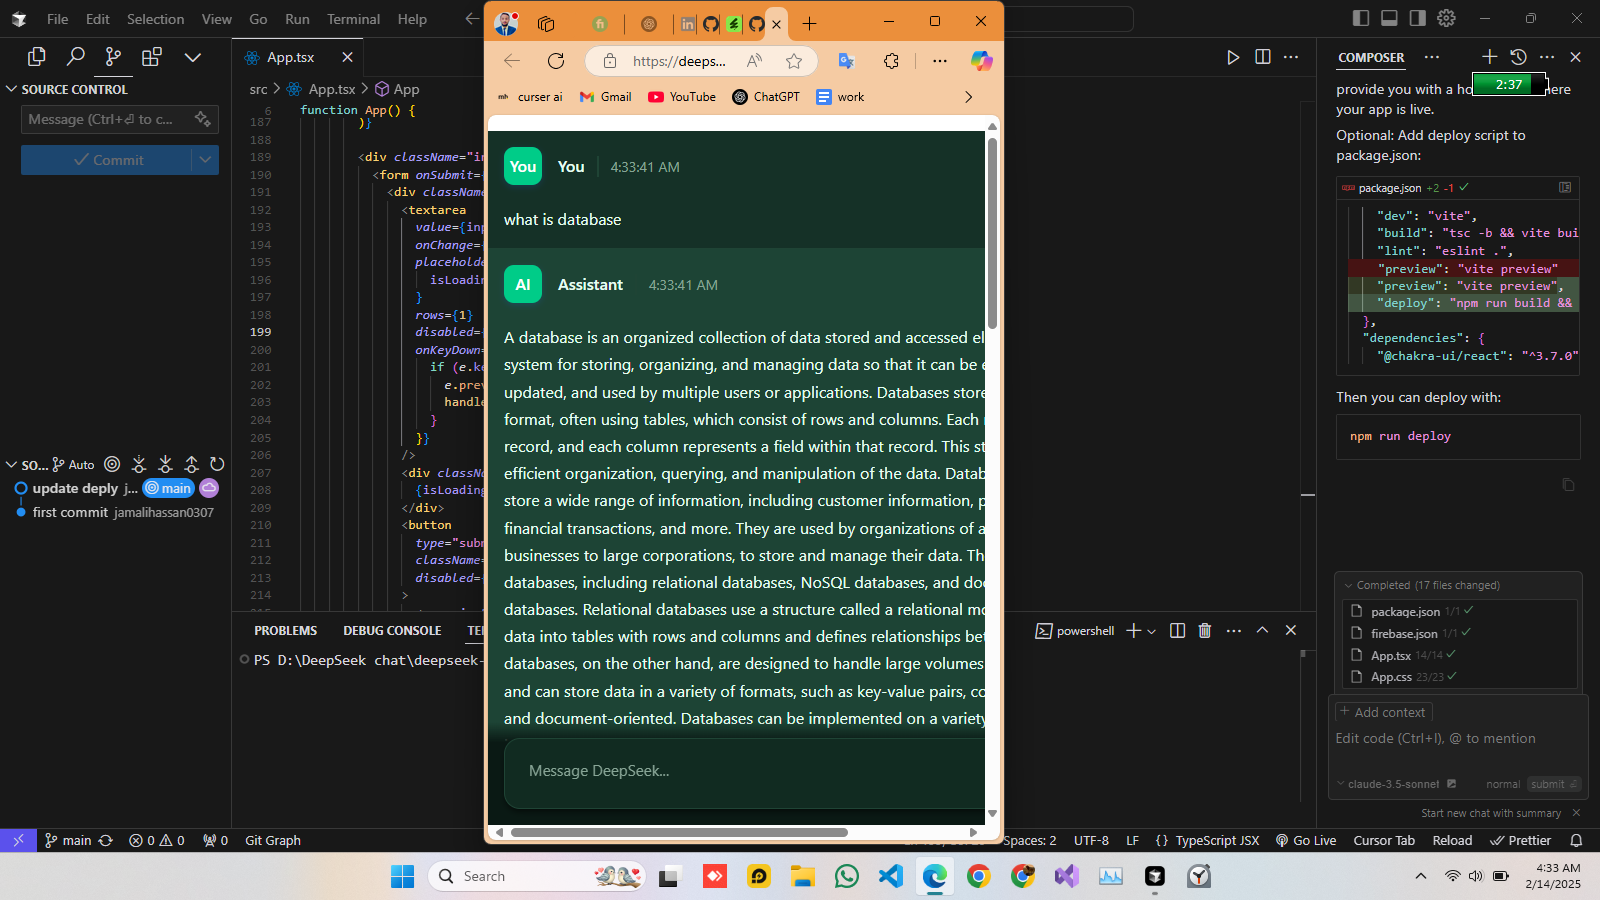 File Edit Selection View Go Run Terminal Help
SOURCE CONTROL
Message (Ctrl+⏎ to c...
Commit
SO... Auto
update deply j... main
first commit jamalihassan0307
App.tsx
src > App.tsx > App
6 function App() {
187 )}
188
189 <div className="in
190 <form onSubmit={
191 <div className
192 <textarea
193 value={inp
194 onChange={
195 placeholde
196 isLoadin
197 }
198 rows={1}
199 disabled={
200 onKeyDown=
201 if (e.ke
202 e.prev
203 handle
204 }
205 }}
206 />
207 <div classNa
208 {isLoading
209 </div>
210 <button
211 type="subm
212 className=
213 disabled={
214 >
PROBLEMS DEBUG CONSOLE TE
powershell
PS D:\DeepSeek chat\deepseek-
https://deeps...
curser ai Gmail YouTube ChatGPT work
You You 4:33:41 AM
what is database
AI Assistant 4:33:41 AM
A database is an organized collection of data stored and accessed el
system for storing, organizing, and managing data so that it can be e
updated, and used by multiple users or applications. Databases store
format, often using tables, which consist of rows and columns. Each
record, and each column represents a field within that record. This st
efficient organization, querying, and manipulation of the data. Datab
store a wide range of information, including customer information, p
financial transactions, and more. They are used by organizations of a
businesses to large corporations, to store and manage their data. Th
databases, including relational databases, NoSQL databases, and doc
databases. Relational databases use a structure called a relational mo
data into tables with rows and columns and defines relationships bet
databases, on the other hand, are designed to handle large volumes
and can store data in a variety of formats, such as key-value pairs, co
and document-oriented. Databases can be implemented on a variety
Message DeepSeek...
COMPOSER
2:37
provide you with a ho ere
your app is live.
Optional: Add deploy script to
package.json:
package.json +2 -1
"dev": "vite",
"build": "tsc -b && vite bui
"lint": "eslint .",
"preview": "vite preview"
"preview": "vite preview",
"deploy": "npm run build &&
},
"dependencies": {
"@chakra-ui/react": "^3.7.0"
Then you can deploy with:
npm run deploy
Completed (17 files changed)
package.json 1/1
firebase.json 1/1
App.tsx 14/14
App.css 23/23
+ Add context
Edit code (Ctrl+I), @ to mention
claude-3.5-sonnet normal submit
Start new chat with summary
main 0 0 0 Git Graph
Spaces: 2 UTF-8 LF {} TypeScript JSX Go Live Cursor Tab Reload Prettier
Search
4:33 AM
2/14/2025